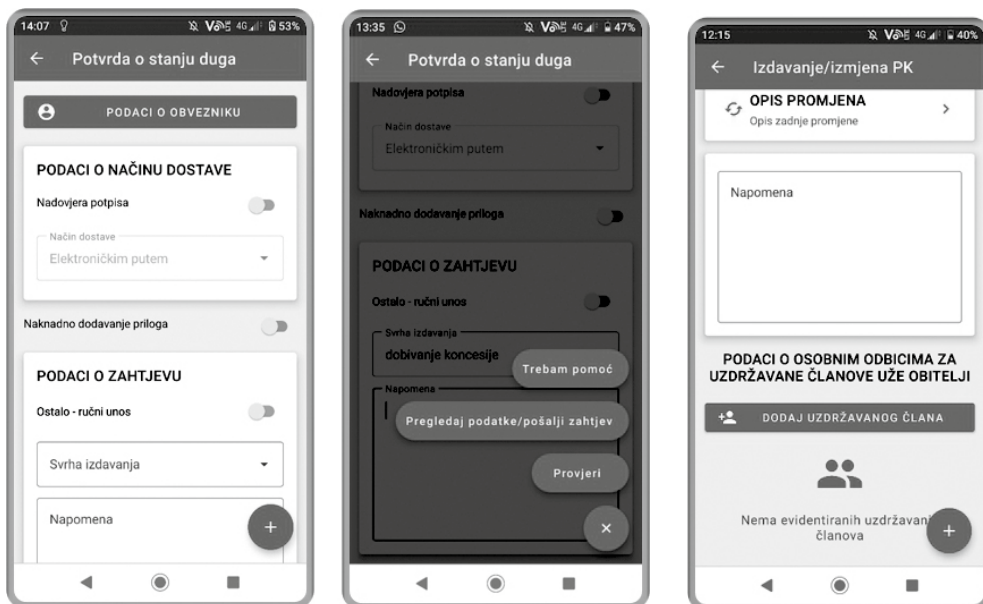 14:07
4G
53%
Potvrda o stanju duga
PODACI O OBVEZNIKU
PODACI O NAČINU DOSTAVE
Nadovjera potpisa
Način dostave
Elektroničkim putem
Naknadno dodavanje priloga
PODACI O ZAHTJEVU
Ostalo - ručni unos
Svrha izdavanja
Napomena
13:35
4G
47%
Potvrda o stanju duga
Nadovjera potpisa
Način dostave
Elektroničkim putem
Naknadno dodavanje priloga
PODACI O ZAHTJEVU
Ostalo - ručni unos
Svrha izdavanja
dobivanje koncesije
Trebam pomoć
Napomena
Pregledaj podatke/pošalji zahtjev
Provjeri
12:15
4G
40%
Izdavanje/izmjena PK
OPIS PROMJENA
Opis zadnje promjene
Napomena
PODACI O OSOBNIM ODBICIMA ZA
UZDRŽAVANE ČLANOVE UŽE OBITELJI
DODAJ UZDRŽAVANOG ČLANA
Nema evidentiranih uzdržavani
članova